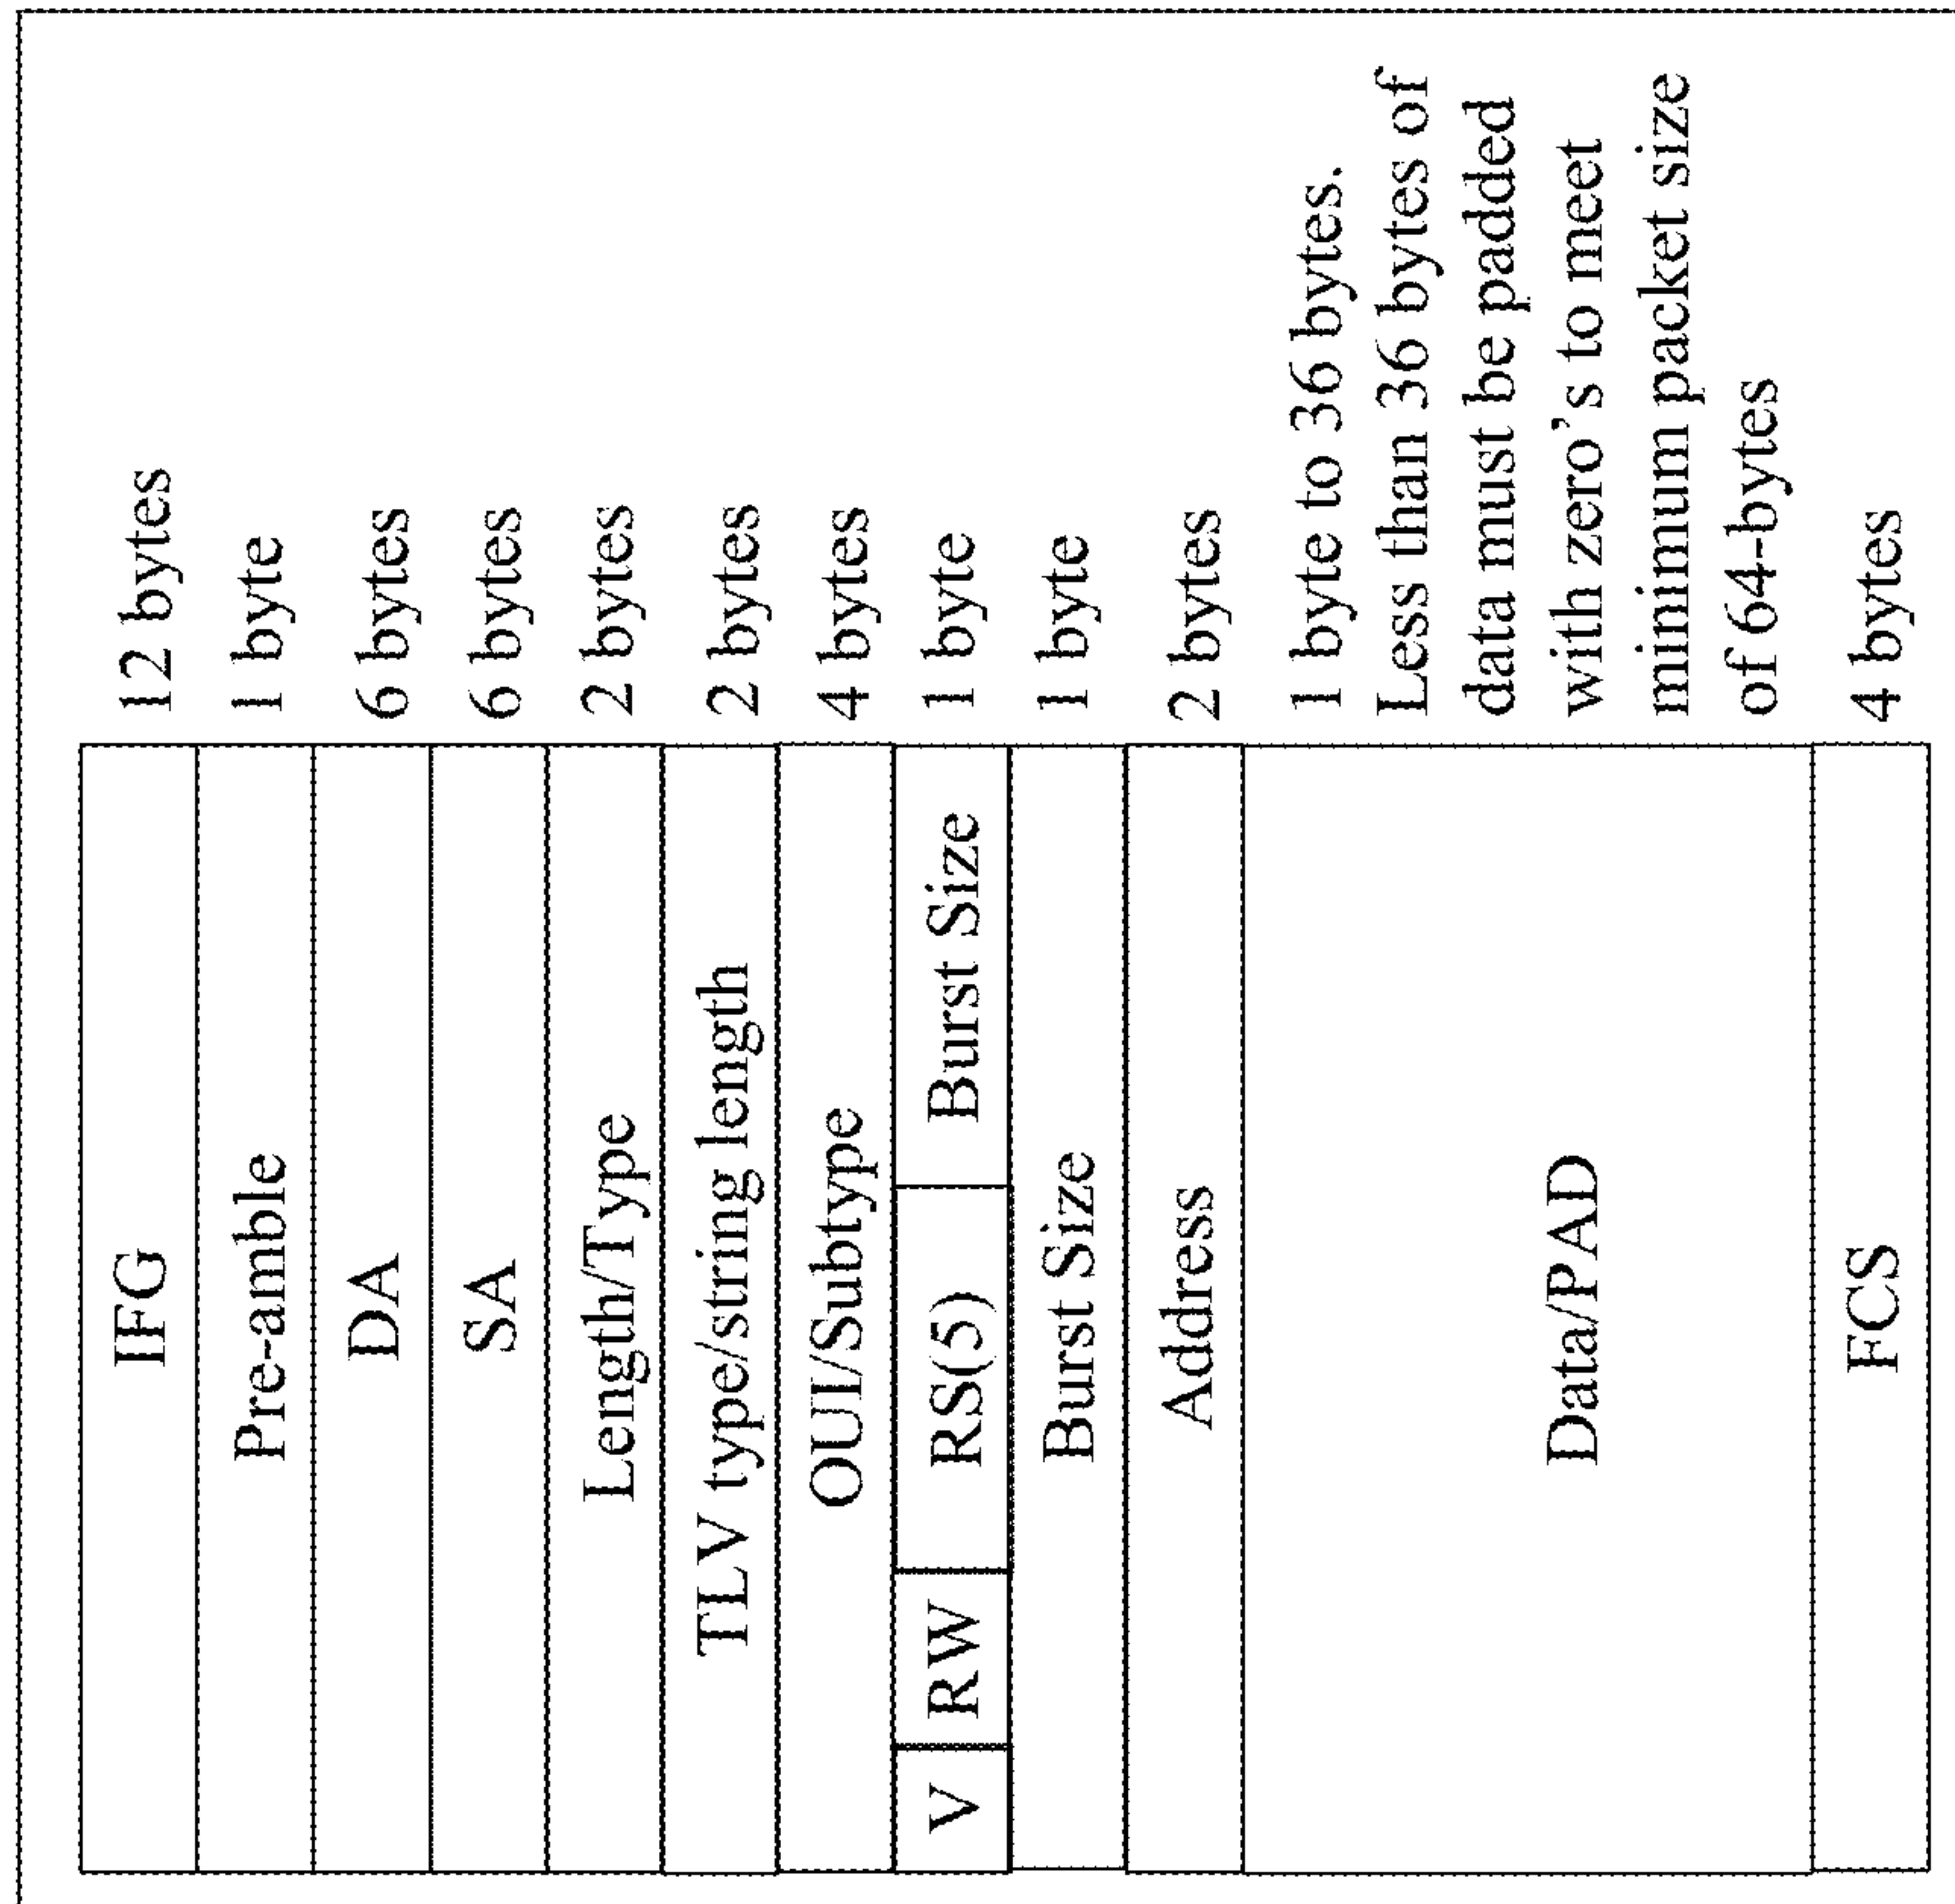 IFG 12 bytes
Pre-amble 1 byte
DA 6 bytes
SA 6 bytes
Length/Type 2 bytes
TLV type/string length 2 bytes
OUI/Subtype 4 bytes
V RW RS(5) Burst Size 1 byte
Burst Size 1 byte
Address 2 bytes
Data/PAD
1 byte to 36 bytes.
Less than 36 bytes of
data must be padded
with zero's to meet
minimum packet size
of 64-bytes
FCS 4 bytes